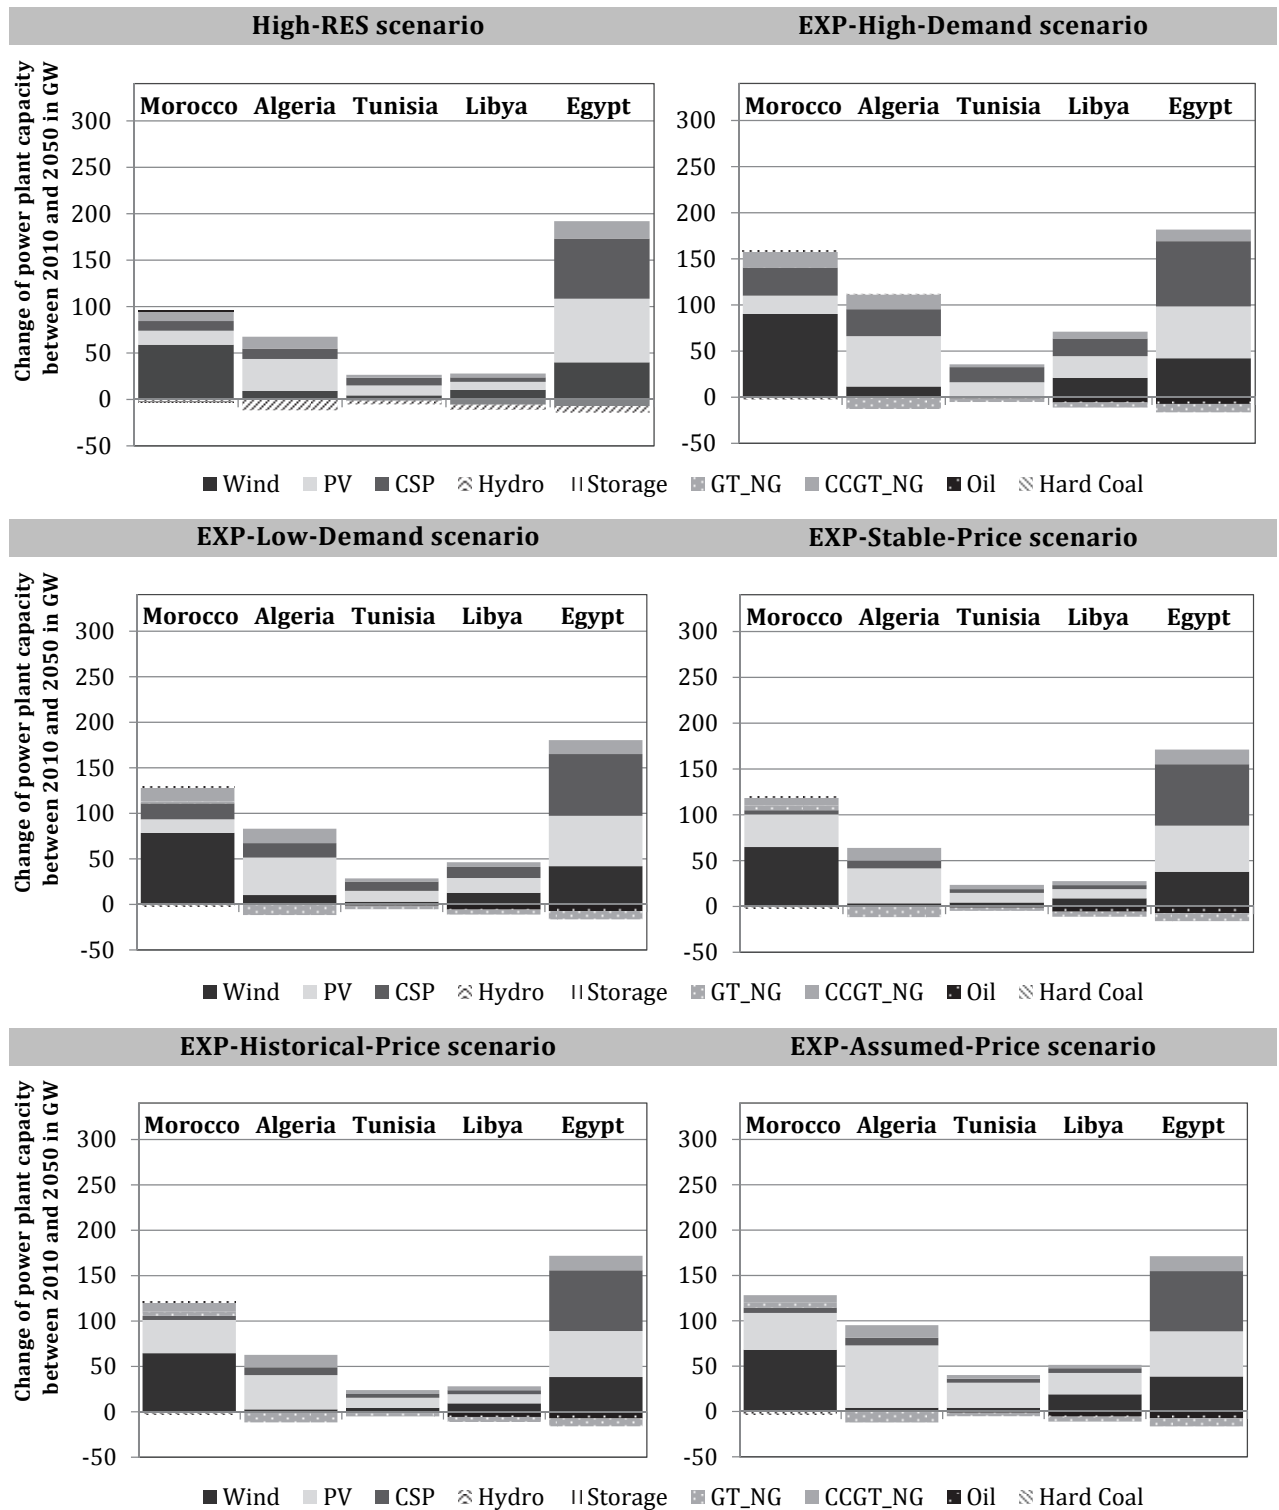 High-RES scenario
EXP-High-Demand scenario
Change of power plant capacity
between 2010 and 2050 in GW
Morocco Algeria Tunisia Libya Egypt
300
250
200
150
100
50
0
-50
Morocco Algeria Tunisia Libya Egypt
300
250
200
150
100
50
0
-50
Wind PV CSP Hydro Storage GT_NG CCGT_NG Oil Hard Coal
EXP-Low-Demand scenario
EXP-Stable-Price scenario
Change of power plant capacity
between 2010 and 2050 in GW
Morocco Algeria Tunisia Libya Egypt
300
250
200
150
100
50
0
-50
Morocco Algeria Tunisia Libya Egypt
300
250
200
150
100
50
0
-50
Wind PV CSP Hydro Storage GT_NG CCGT_NG Oil Hard Coal
EXP-Historical-Price scenario
EXP-Assumed-Price scenario
Change of power plant capacity
between 2010 and 2050 in GW
Morocco Algeria Tunisia Libya Egypt
300
250
200
150
100
50
0
-50
Morocco Algeria Tunisia Libya Egypt
300
250
200
150
100
50
0
-50
Wind PV CSP Hydro Storage GT_NG CCGT_NG Oil Hard Coal